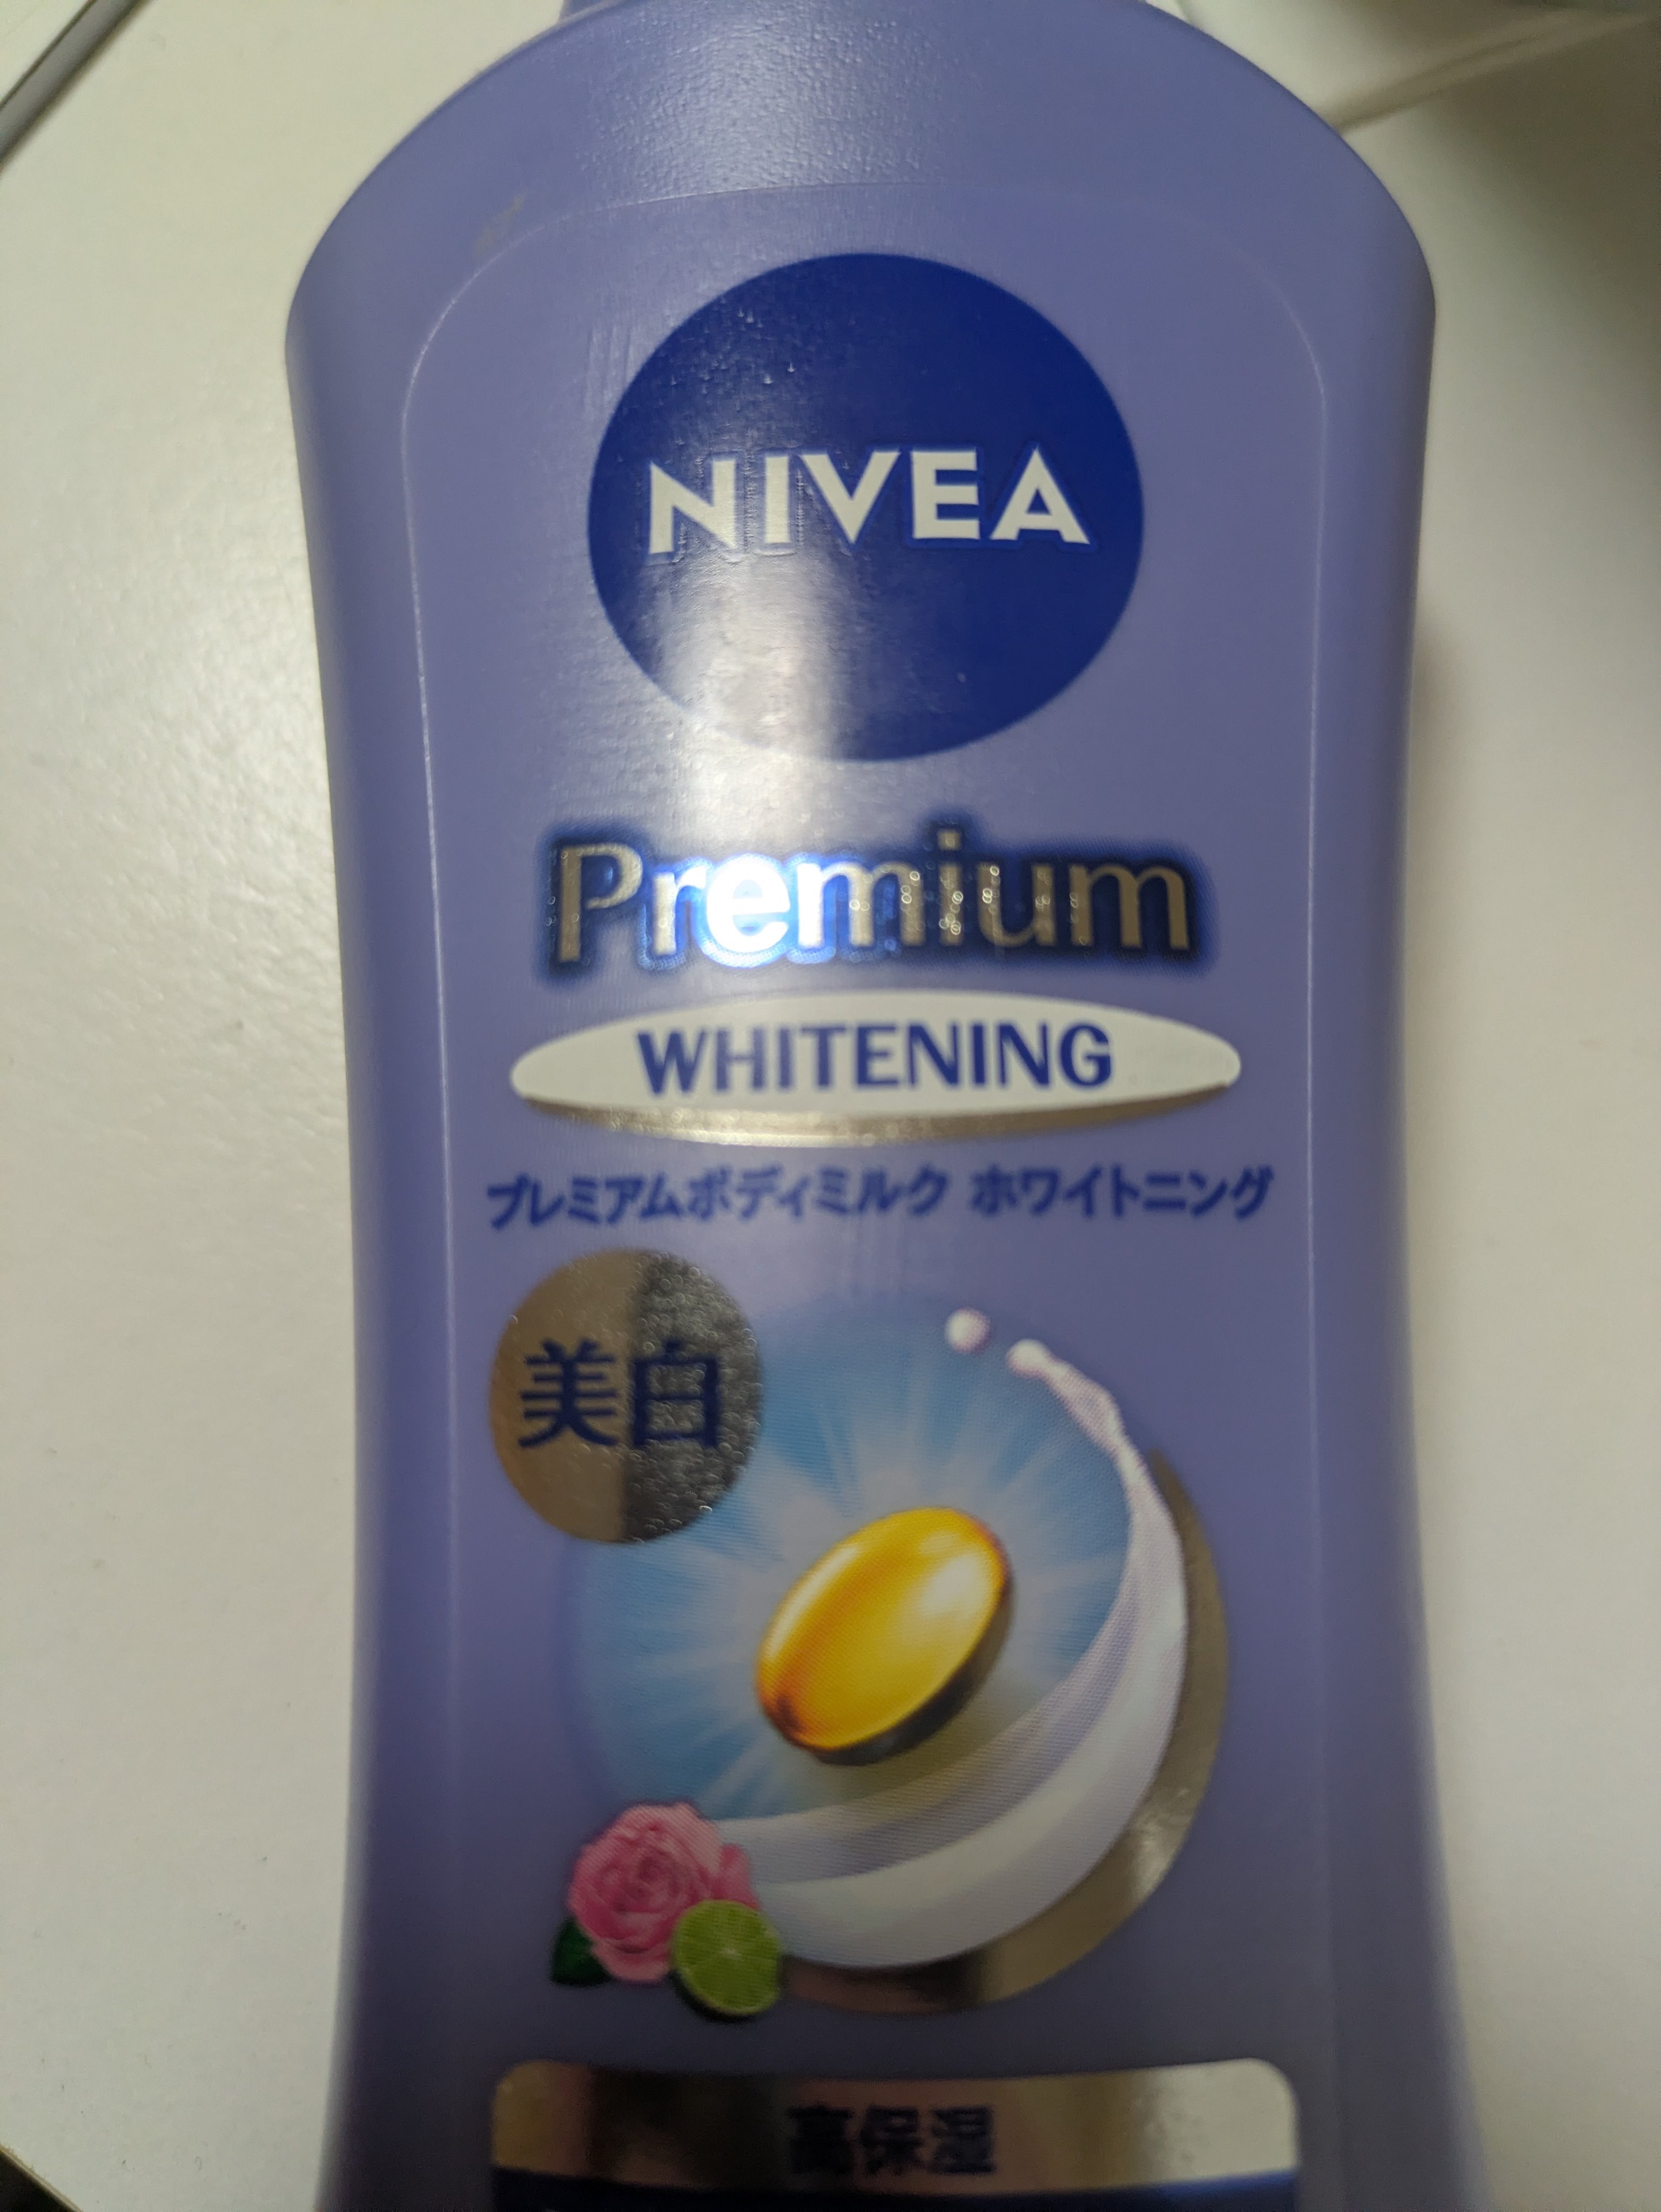 NIVEA
Premium
WHITENING
プレミアムボディミルク ホワイトニング
美白
高保湿